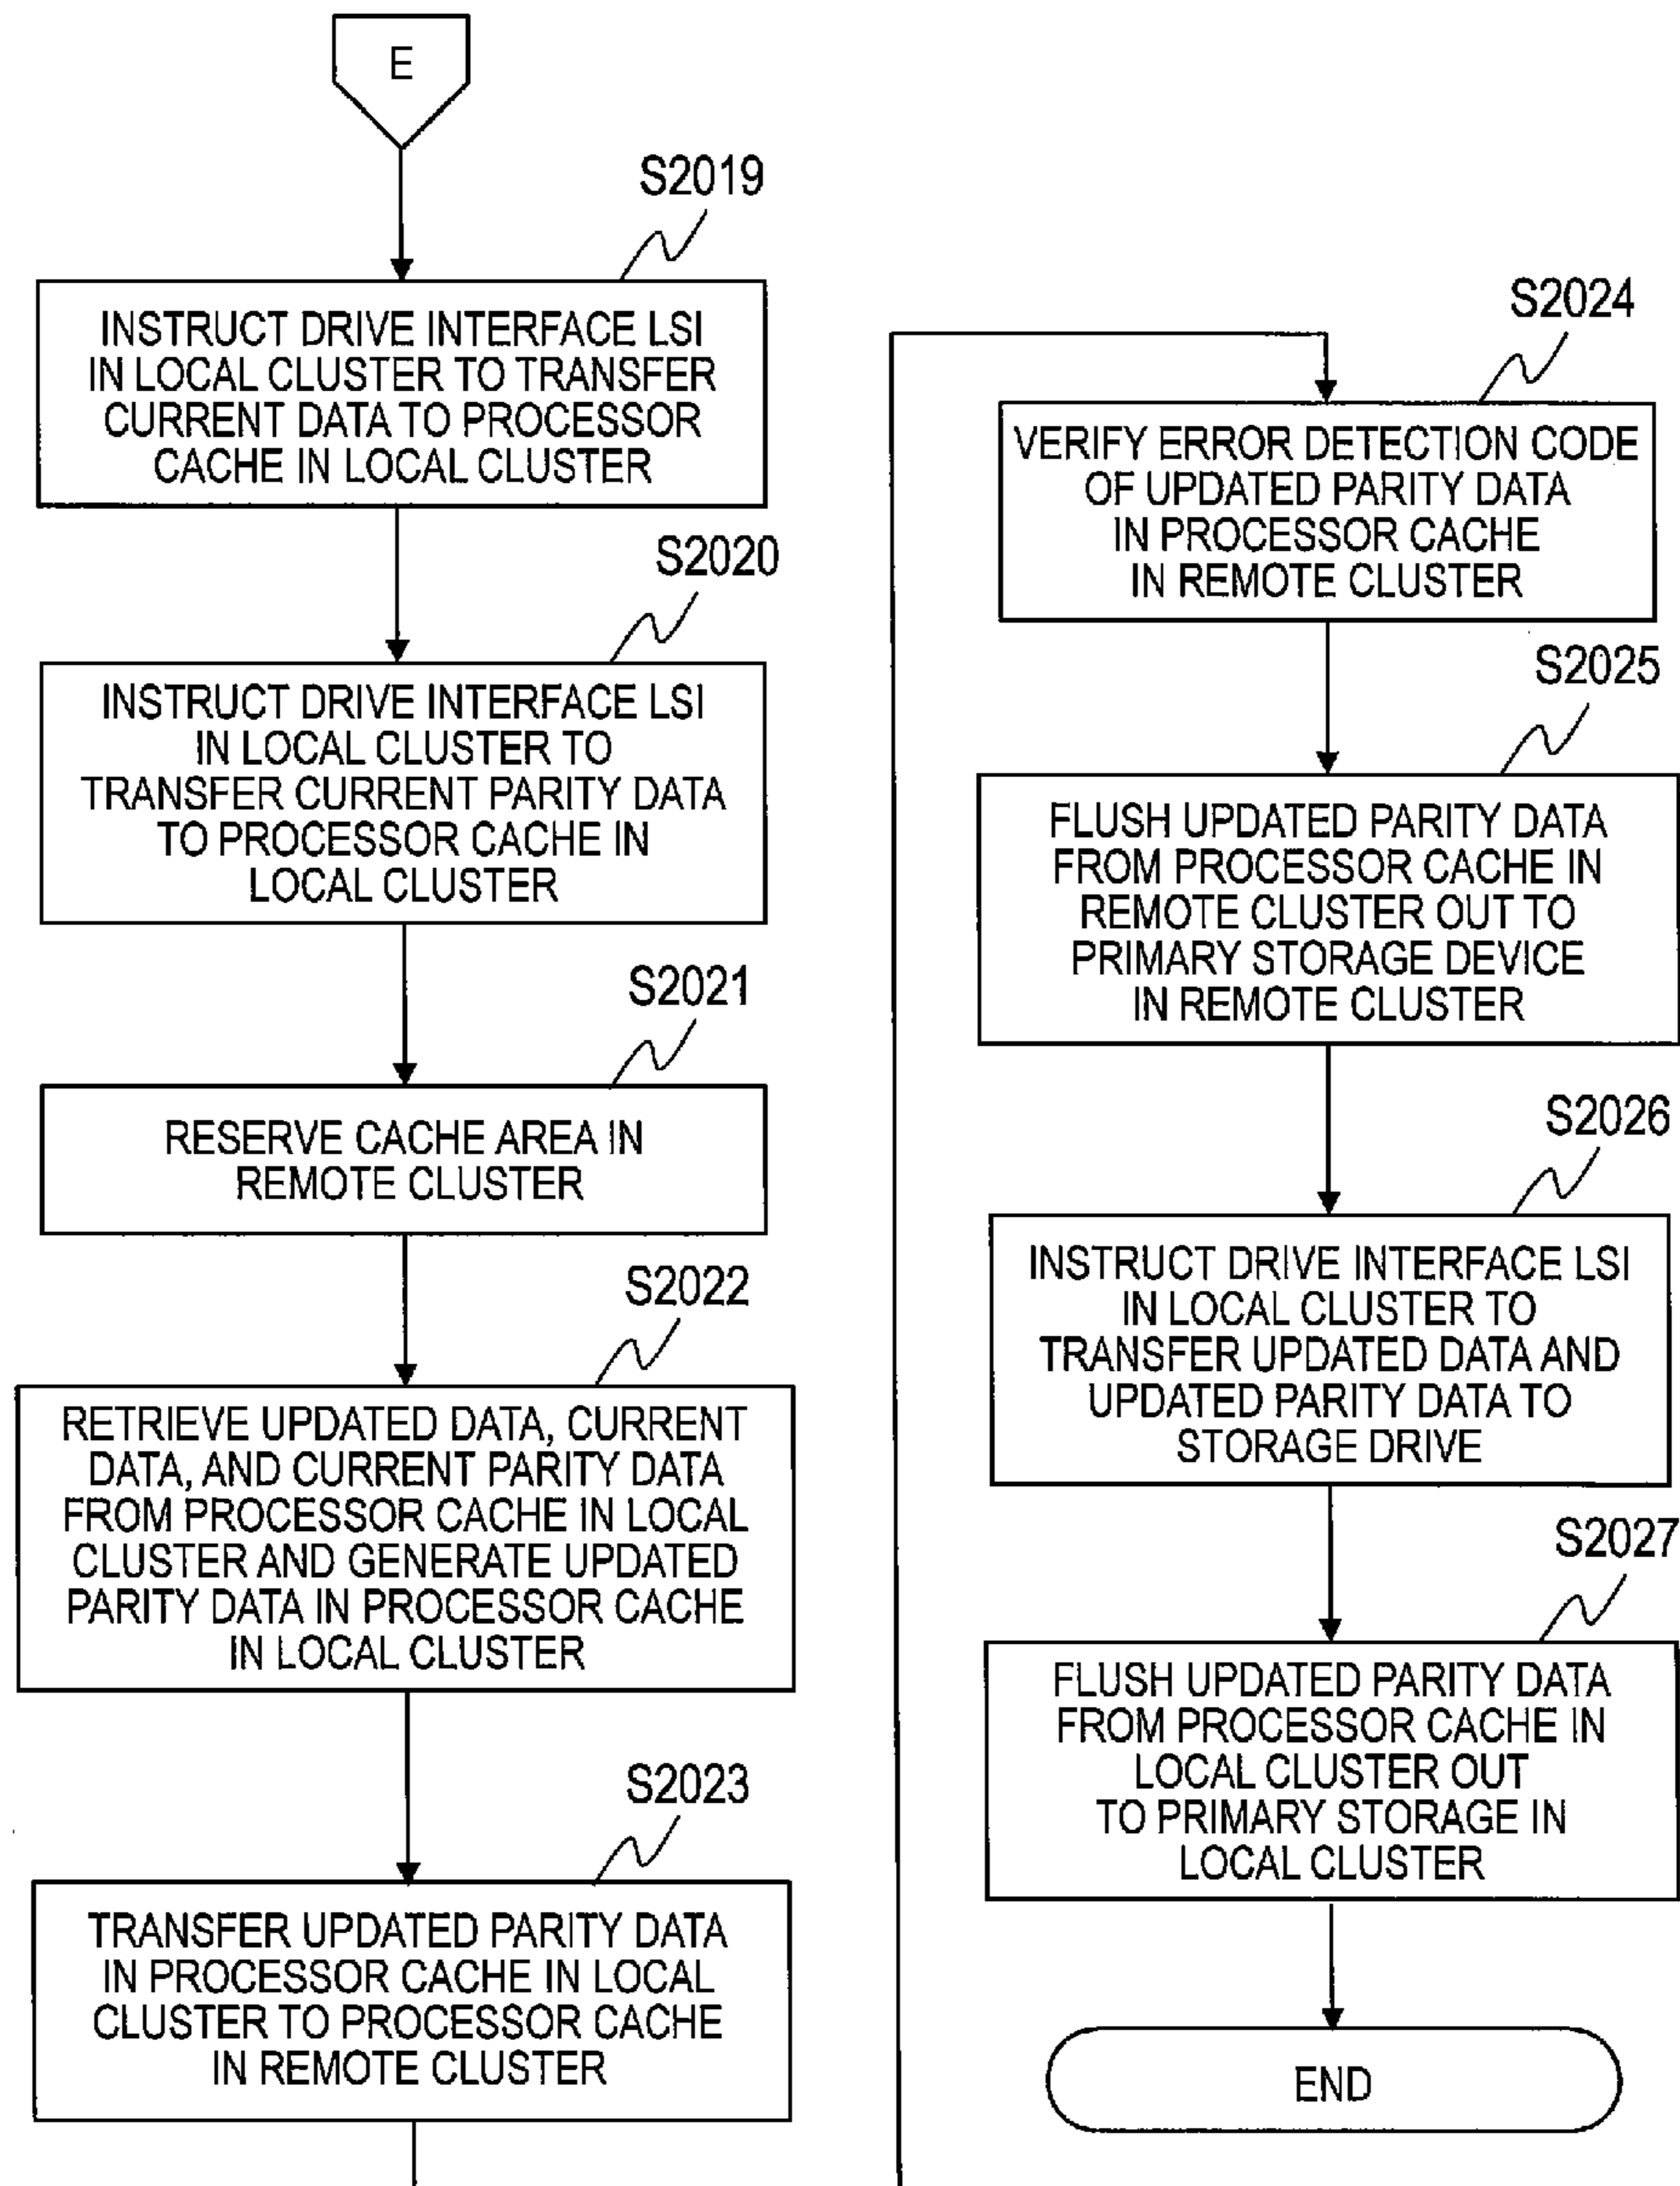 E
S2019
INSTRUCT DRIVE INTERFACE LSI
IN LOCAL CLUSTER TO TRANSFER
CURRENT DATA TO PROCESSOR
CACHE IN LOCAL CLUSTER
S2020
INSTRUCT DRIVE INTERFACE LSI
IN LOCAL CLUSTER TO
TRANSFER CURRENT PARITY DATA
TO PROCESSOR CACHE IN
LOCAL CLUSTER
S2021
RESERVE CACHE AREA IN
REMOTE CLUSTER
S2022
RETRIEVE UPDATED DATA, CURRENT
DATA, AND CURRENT PARITY DATA
FROM PROCESSOR CACHE IN LOCAL
CLUSTER AND GENERATE UPDATED
PARITY DATA IN PROCESSOR CACHE
IN LOCAL CLUSTER
S2023
TRANSFER UPDATED PARITY DATA
IN PROCESSOR CACHE IN LOCAL
CLUSTER TO PROCESSOR CACHE
IN REMOTE CLUSTER
S2024
VERIFY ERROR DETECTION CODE
OF UPDATED PARITY DATA
IN PROCESSOR CACHE
IN REMOTE CLUSTER
S2025
FLUSH UPDATED PARITY DATA
FROM PROCESSOR CACHE IN
REMOTE CLUSTER OUT TO
PRIMARY STORAGE DEVICE
IN REMOTE CLUSTER
S2026
INSTRUCT DRIVE INTERFACE LSI
IN LOCAL CLUSTER TO
TRANSFER UPDATED DATA AND
UPDATED PARITY DATA TO
STORAGE DRIVE
S2027
FLUSH UPDATED PARITY DATA
FROM PROCESSOR CACHE IN
LOCAL CLUSTER OUT
TO PRIMARY STORAGE IN
LOCAL CLUSTER
END